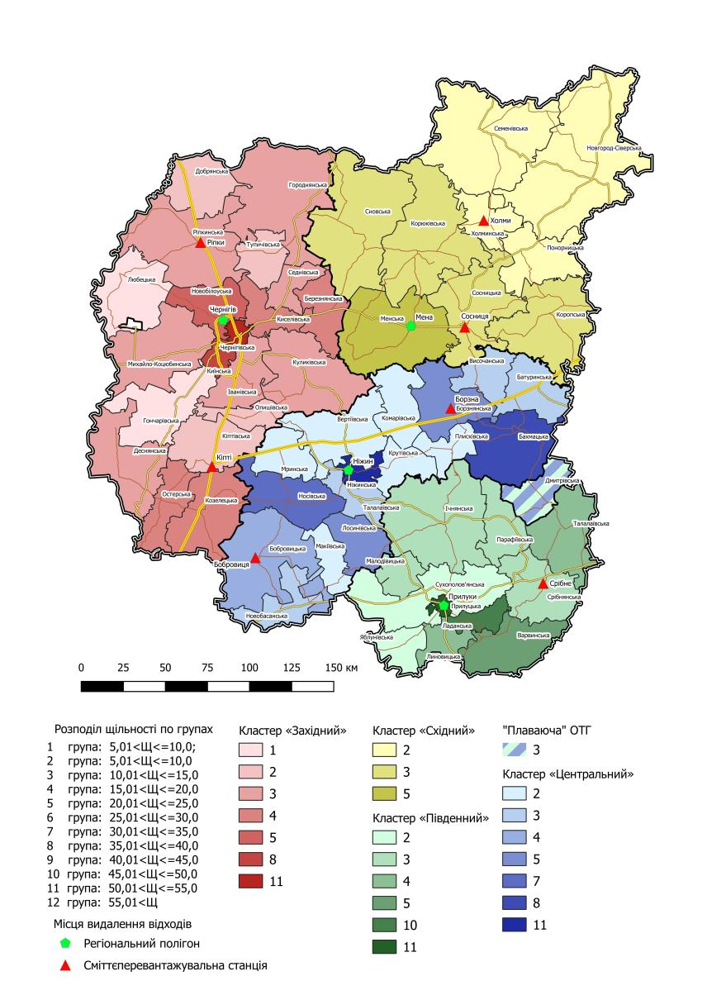 Семенівська
Новгород-Сіверська
Добрянська
Городнянська
Сновська
Корюківська
Холми
Холминська
Ріпкинська
Ріпки
Тупичівська
Понорницька
Любецька
Седнівська
Новобілоуська
Березнянська
Сосницька
Чернігів
Киселівська
Менська
Мена
Сосниця
Коропська
Чернігівська
Михайло-Коцюбинська
Куликівська
Височанська
Киїнська
Батуринська
Іванівська
Борзна
Борзнянська
Олишівська
Гончарівська
Вертіївська
Комарівська
Кіптівська
Плисківська
Бахмацька
Деснянська
Кіпті
Крутівська
Ніжин
Мринська
Дмитрівська
Ніжинська
Остерська
Козелецька
Носівська
Талалаївська
Ічнянська
Талалаївська
Лосинівська
Парафіївська
Бобровицька
Макіївська
Бобровиця
Малодівицька
Сухополов'янська
Срібне
Прилуки
Срібнянська
Прилуцька
Новобасанська
Ладанська
Яблунівська
Варвинська
Линовицька
0 25 50 75 100 125 150 км
Розподіл щільності по групах
1 група: 5,01<Щ<=10,0;
2 група: 5,01<Щ<=10,0
3 група: 10,01<Щ<=15,0
4 група: 15,01<Щ<=20,0
5 група: 20,01<Щ<=25,0
6 група: 25,01<Щ<=30,0
7 група: 30,01<Щ<=35,0
8 група: 35,01<Щ<=40,0
9 група: 40,01<Щ<=45,0
10 група: 45,01<Щ<=50,0
11 група: 50,01<Щ<=55,0
12 група: 55,01<Щ
Місця видалення відходів
Регіональний полігон
Сміттєперевантажувальна станція
Кластер «Західний»
1
2
3
4
5
8
11
Кластер «Східний»
2
3
5
Кластер «Південний»
2
3
4
5
10
11
"Плаваюча" ОТГ
3
Кластер «Центральний»
2
3
4
5
7
8
11